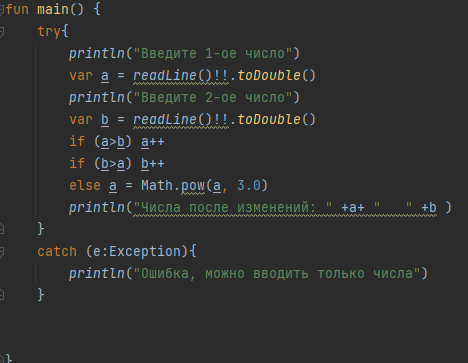 fun main() {
try{
println("Введите 1-ое число")
var a = readLine()!!.toDouble()
println("Введите 2-ое число")
var b = readLine()!!.toDouble()
if (a>b) a++
if (b>a) b++
else a = Math.pow(a, 3.0)
println("Числа после изменений: " +a+ "   " +b )
}
catch (e:Exception){
println("Ошибка, можно вводить только числа")
}
}